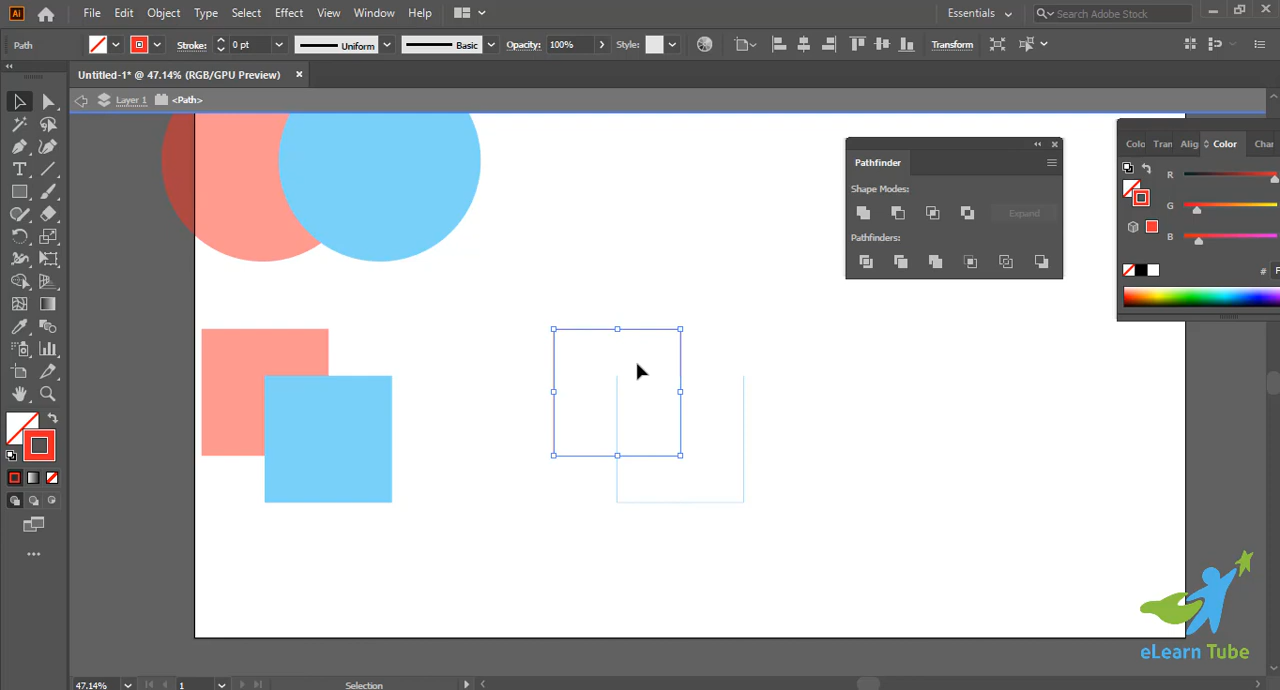 Ai File Edit Object Type Select Effect View Window Help Essentials Search Adobe Stock
Path Stroke: 0 pt Uniform Basic Opacity: 100% Style: Transform
Untitled-1* @ 47.14% (RGB/GPU Preview)
Layer 1 <Path>
Pathfinder
Shape Modes:
Expand
Pathfinders:
Colo Tran Alig Color Char
R
G
B
# F
eLearn Tube
47.14% 1 Selection